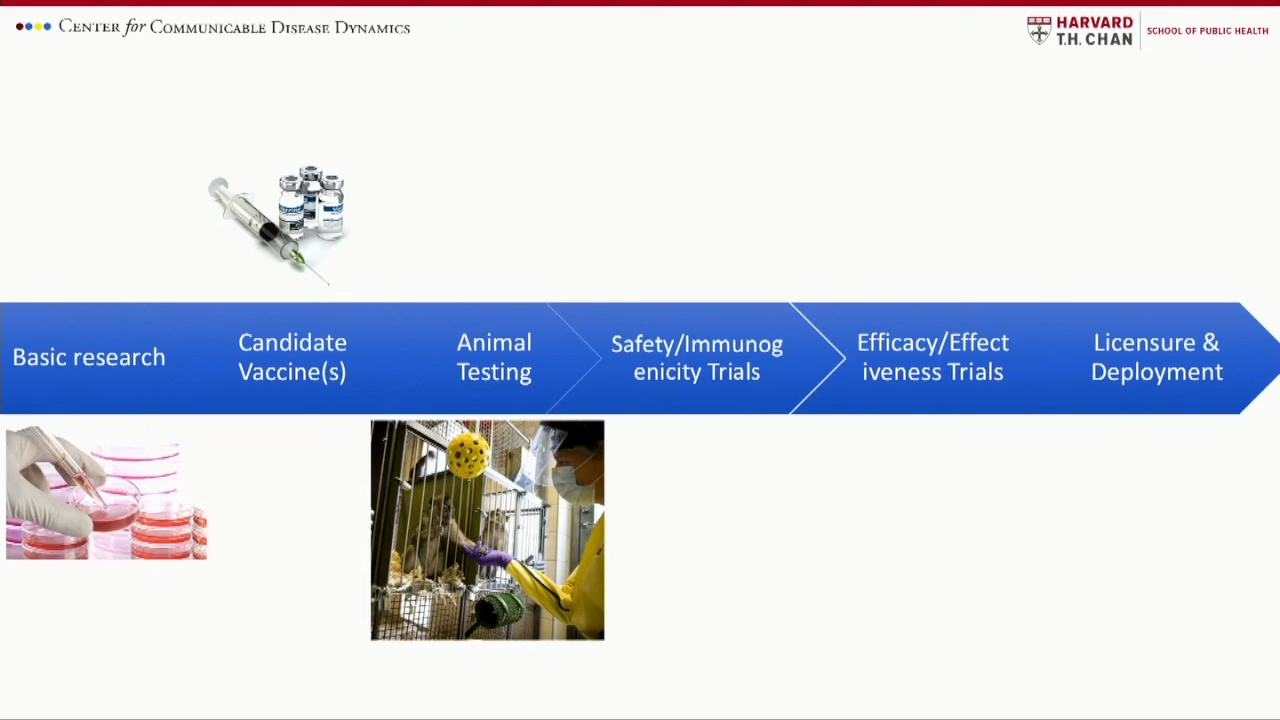 CENTER for COMMUNICABLE DISEASE DYNAMICS
HARVARD
T.H. CHAN
SCHOOL OF PUBLIC HEALTH
Basic research
Candidate
Vaccine(s)
Animal
Testing
Safety/Immunog
enicity Trials
Efficacy/Effect
iveness Trials
Licensure &
Deployment